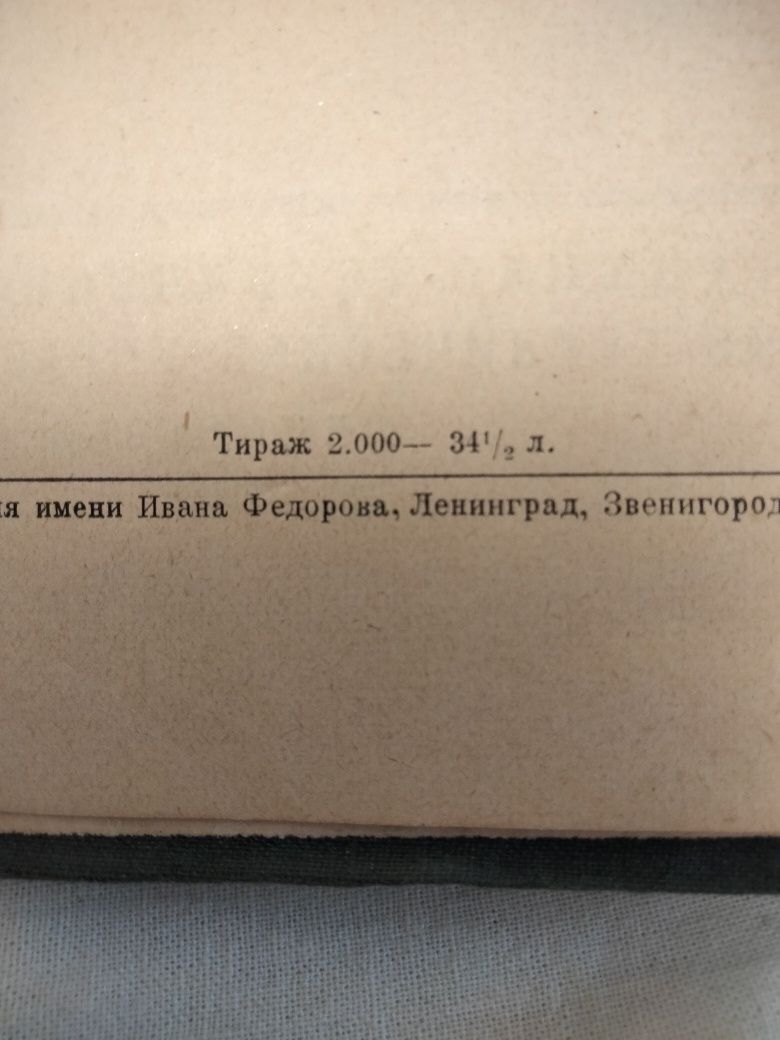 Тираж 2.000— 34¹/₂ л.
я имени Ивана Федорова, Ленинград, Звенигород